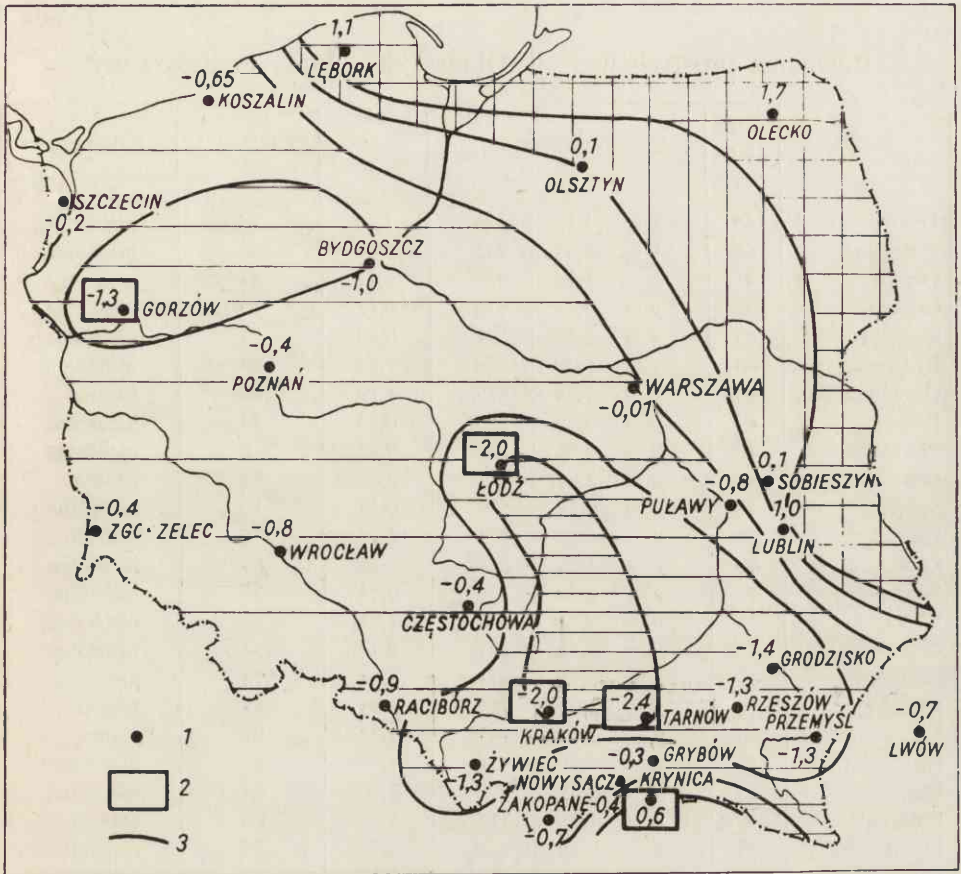 1,1
LĘBORK
-0,65
KOSZALIN
1,7
OLECKO
0,1
OLSZTYN
SZCZECIN
-0,2
BYDGOSZCZ
-1,0
-1,3
GORZÓW
-0,4
POZNAŃ
WARSZAWA
-0,01
-2,0
ŁÓDŹ
0,1
SOBIESZYN
-0,8
PUŁAWY
1,0
LUBLIN
-0,4
ZGC·ZELEC
-0,8
WROCŁAW
-0,4
CZĘSTOCHOWA
-1,4
GRODZISKO
-0,9
RACIBÓRZ
-2,0
KRAKÓW
-2,4
TARNÓW
-1,3
RZESZÓW
PRZEMYŚL
-1,3
-0,7
LWÓW
1
ŻYWIEC
-1,3
-0,3
GRYBÓW
NOWY SĄCZ
KRYNICA
2
ZAKOPANE
-0,4
0,6
-0,7
3